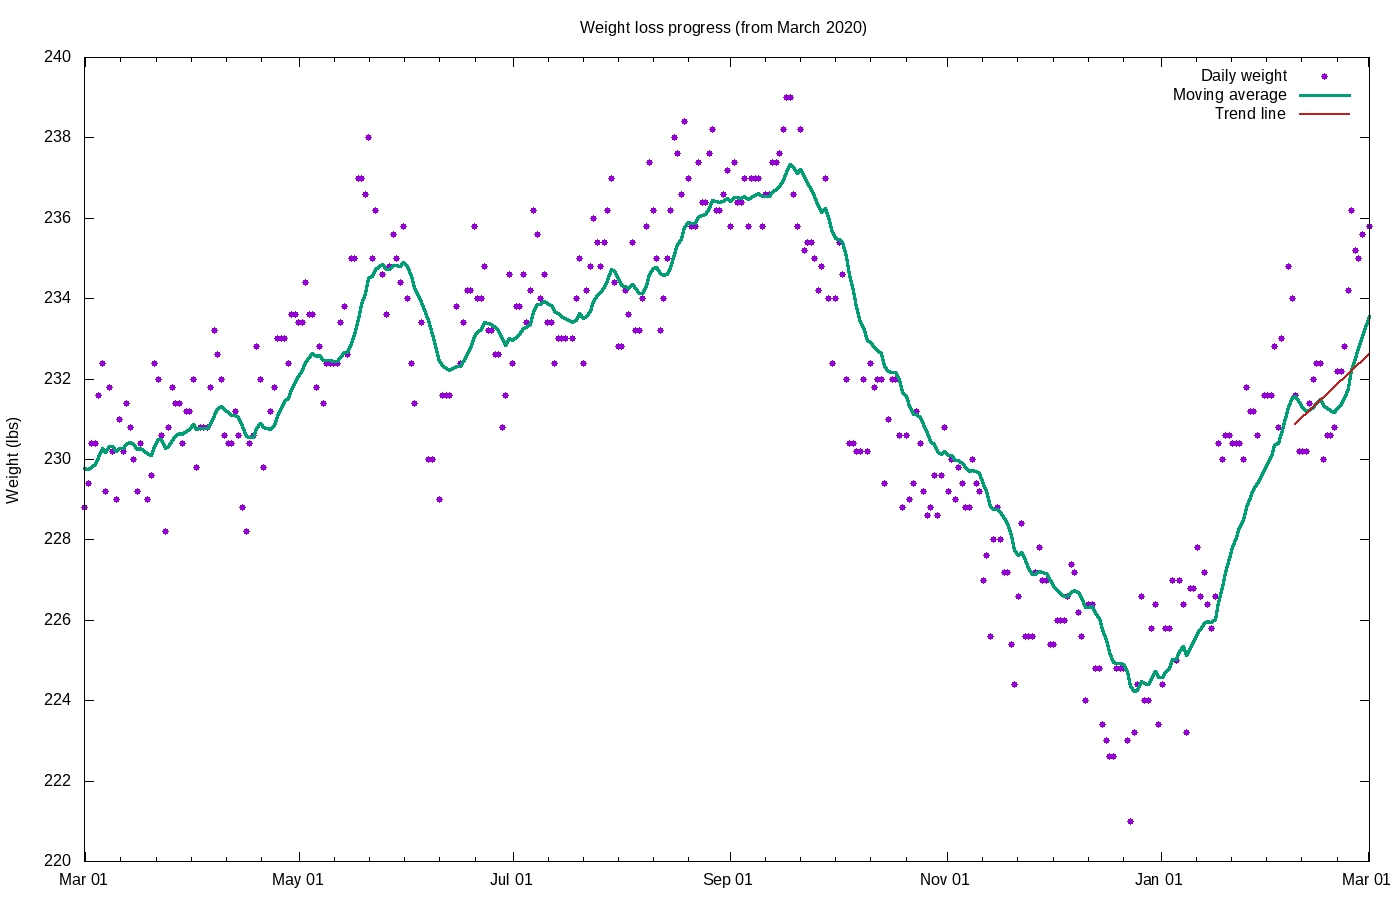 Weight loss progress (from March 2020)
Daily weight
Moving average
Trend line
240
238
236
234
232
230
228
226
224
222
220
Weight (lbs)
Mar 01 May 01 Jul 01 Sep 01 Nov 01 Jan 01 Mar 01